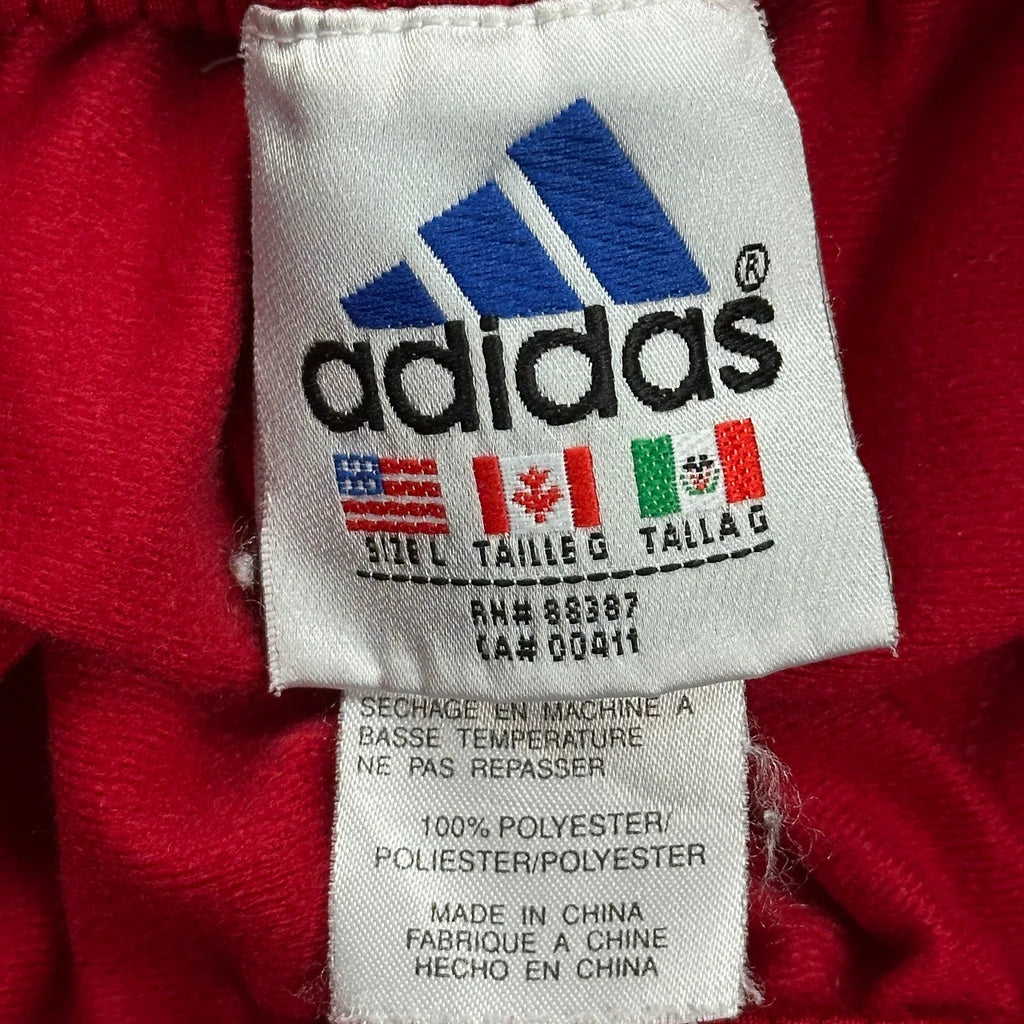 adidas®
SIZE L TAILLE G TALLA G
RN# 88387
CA# 00411
SECHAGE EN MACHINE A
BASSE TEMPERATURE
NE PAS REPASSER
100% POLYESTER/
POLIESTER/POLYESTER
MADE IN CHINA
FABRIQUE A CHINE
HECHO EN CHINA